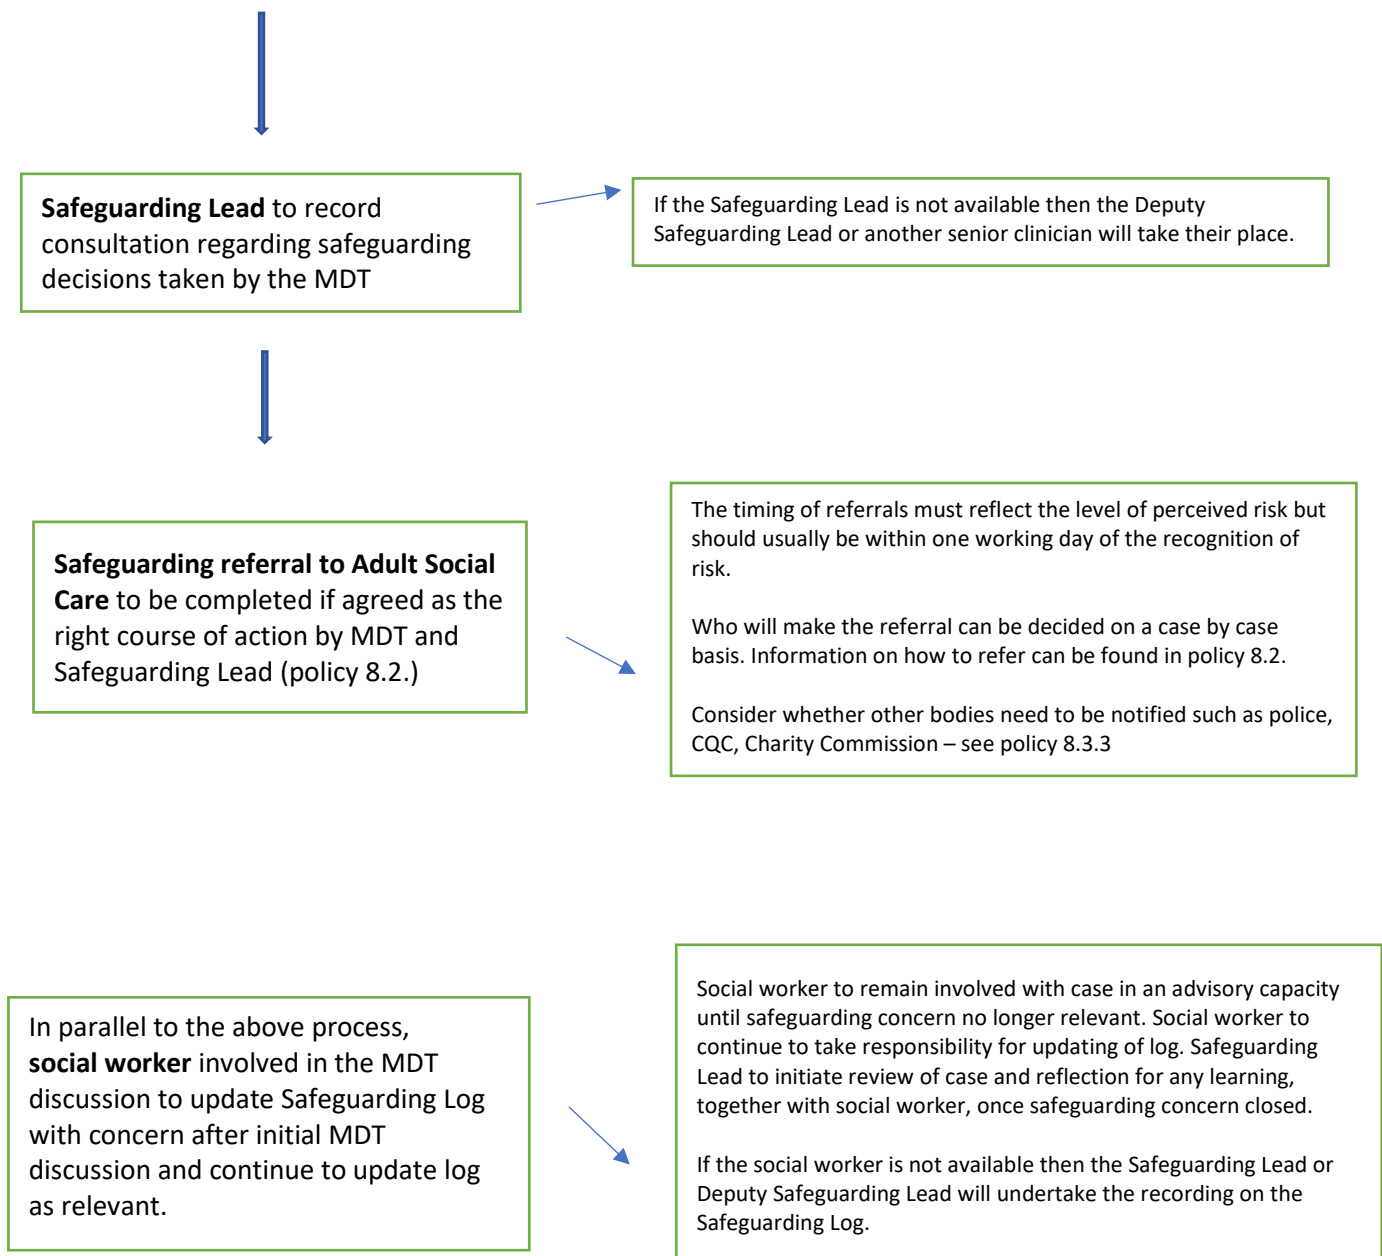 Safeguarding Lead to record
consultation regarding safeguarding
decisions taken by the MDT
If the Safeguarding Lead is not available then the Deputy
Safeguarding Lead or another senior clinician will take their place.
Safeguarding referral to Adult Social
Care to be completed if agreed as the
right course of action by MDT and
Safeguarding Lead (policy 8.2.)
The timing of referrals must reflect the level of perceived risk but
should usually be within one working day of the recognition of
risk.
Who will make the referral can be decided on a case by case
basis. Information on how to refer can be found in policy 8.2.
Consider whether other bodies need to be notified such as police,
CQC, Charity Commission – see policy 8.3.3
In parallel to the above process,
social worker involved in the MDT
discussion to update Safeguarding Log
with concern after initial MDT
discussion and continue to update log
as relevant.
Social worker to remain involved with case in an advisory capacity
until safeguarding concern no longer relevant. Social worker to
continue to take responsibility for updating of log. Safeguarding
Lead to initiate review of case and reflection for any learning,
together with social worker, once safeguarding concern closed.
If the social worker is not available then the Safeguarding Lead or
Deputy Safeguarding Lead will undertake the recording on the
Safeguarding Log.